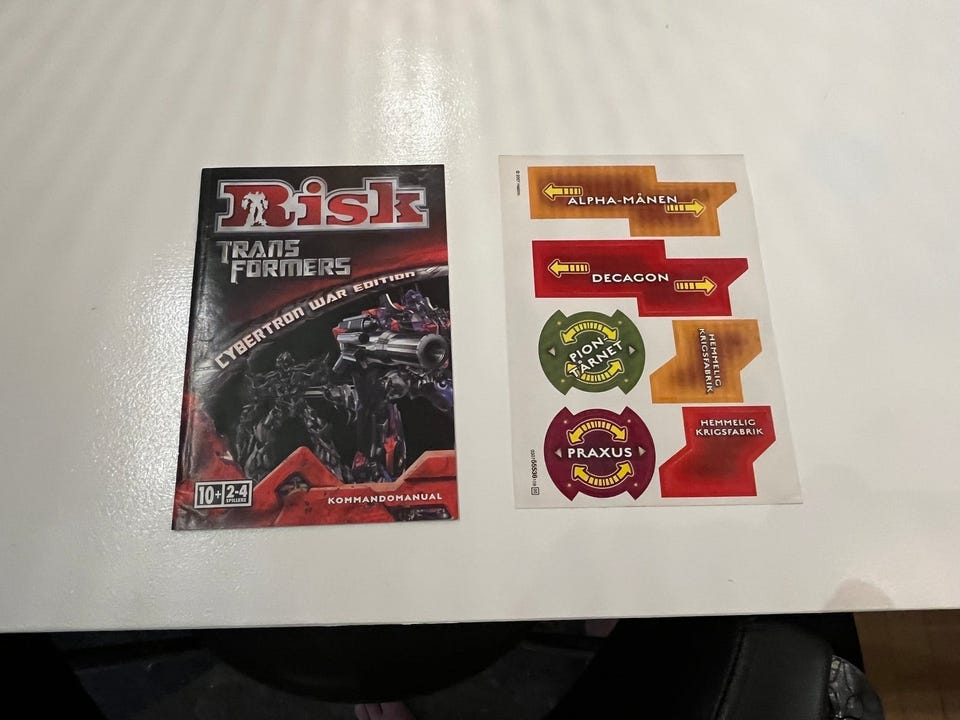 Risk
TRANS
FORMERS
CYBERTRON WAR EDITION
10+
2-4
SPILLERE
KOMMANDOMANUAL
ALPHA-MÅNEN
DECAGON
PION-
TÅRNET
HEMMELIG
KRIGSFABRIK
PRAXUS
HEMMELIG
KRIGSFABRIK